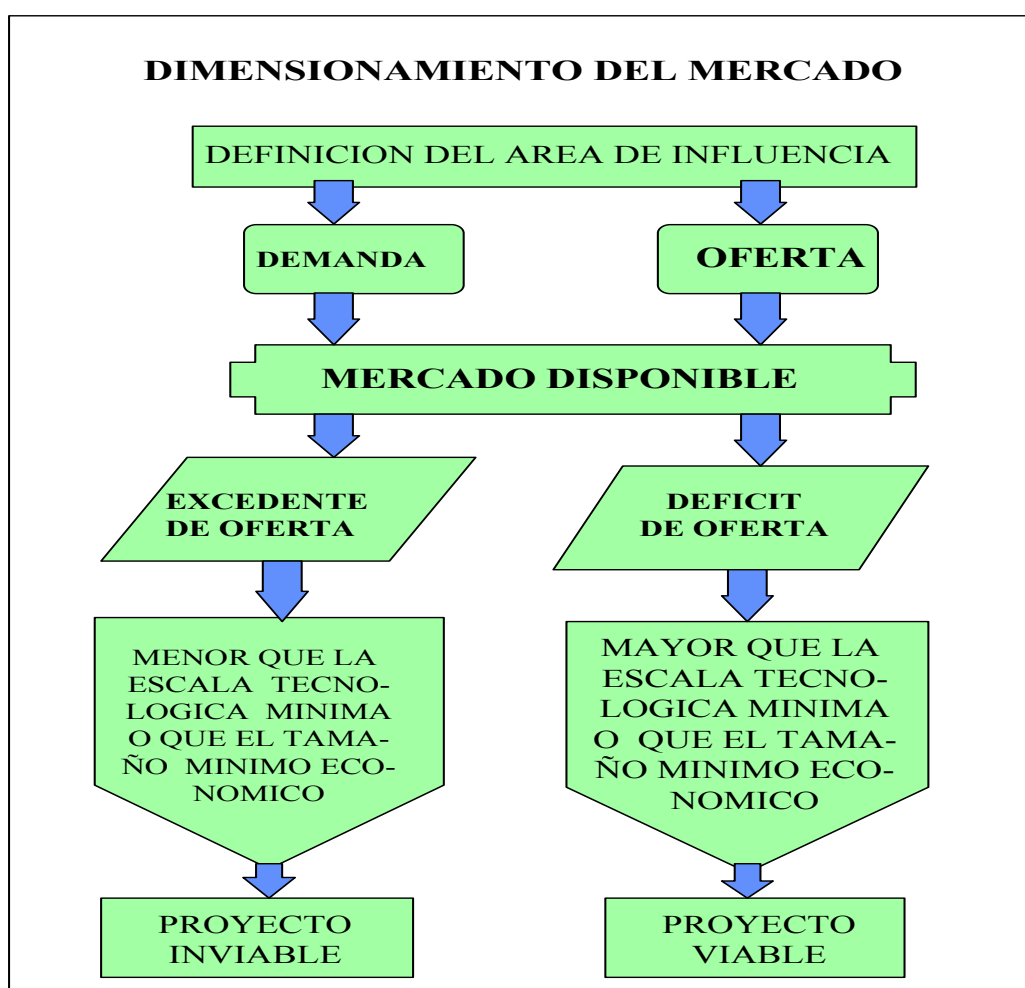 DIMENSIONAMIENTO DEL MERCADO
DEFINICION DEL AREA DE INFLUENCIA
DEMANDA
OFERTA
MERCADO DISPONIBLE
EXCEDENTE
DE OFERTA
DEFICIT
DE OFERTA
MENOR QUE LA
ESCALA TECNO-
LOGICA MINIMA
O QUE EL TAMA-
ÑO MINIMO ECO-
NOMICO
MAYOR QUE LA
ESCALA TECNO-
LOGICA MINIMA
O QUE EL TAMA-
ÑO MINIMO ECO-
NOMICO
PROYECTO
INVIABLE
PROYECTO
VIABLE